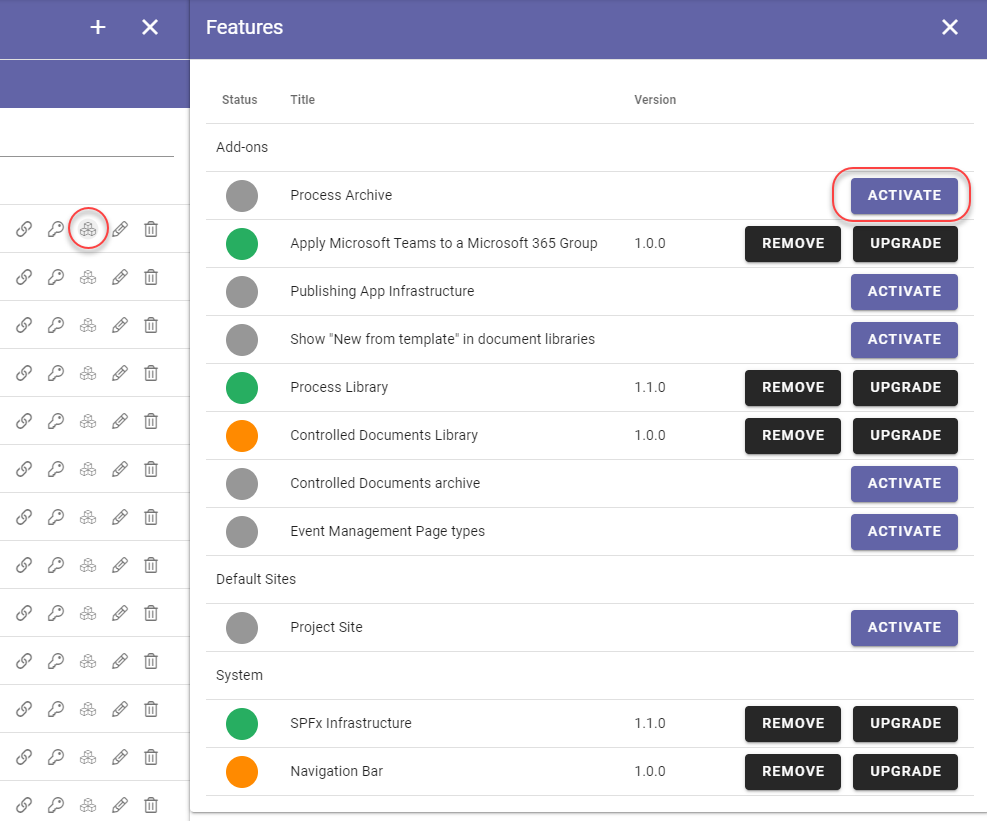 Features
Status Title Version
Add-ons
Process Archive ACTIVATE
Apply Microsoft Teams to a Microsoft 365 Group 1.0.0 REMOVE UPGRADE
Publishing App Infrastructure ACTIVATE
Show "New from template" in document libraries ACTIVATE
Process Library 1.1.0 REMOVE UPGRADE
Controlled Documents Library 1.0.0 REMOVE UPGRADE
Controlled Documents archive ACTIVATE
Event Management Page types ACTIVATE
Default Sites
Project Site ACTIVATE
System
SPFx Infrastructure 1.1.0 REMOVE UPGRADE
Navigation Bar 1.0.0 REMOVE UPGRADE